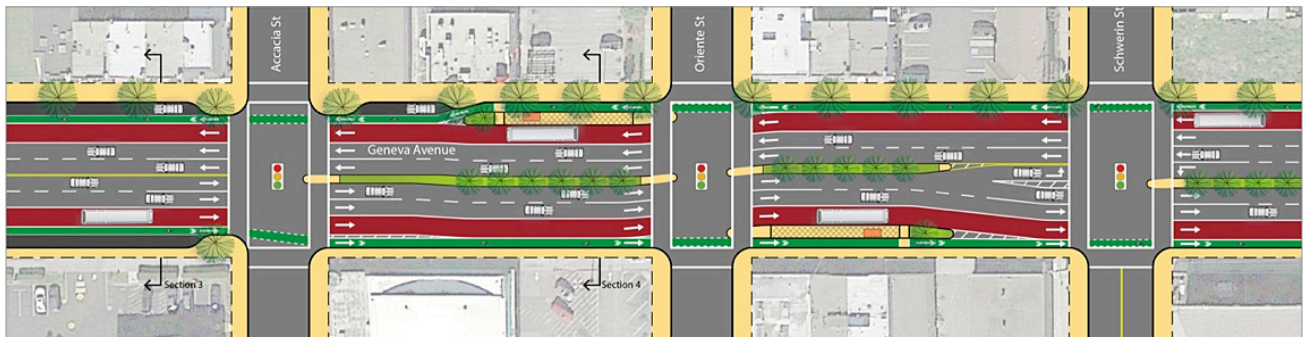 Accacia St
Oriente St
Schwerin St
Geneva Avenue
Section 3
Section 4